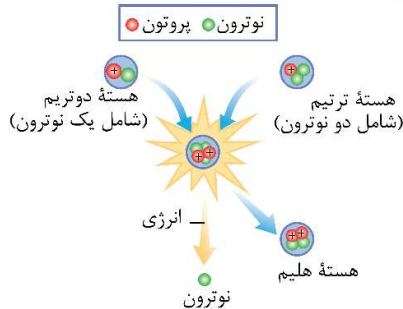 پروتون نوترون
هستهٔ دوتریم
(شامل یک نوترون)
هستهٔ ترتیم
(شامل دو نوترون)
+
+
+
+
انرژی
+
+
هستهٔ هلیم
نوترون